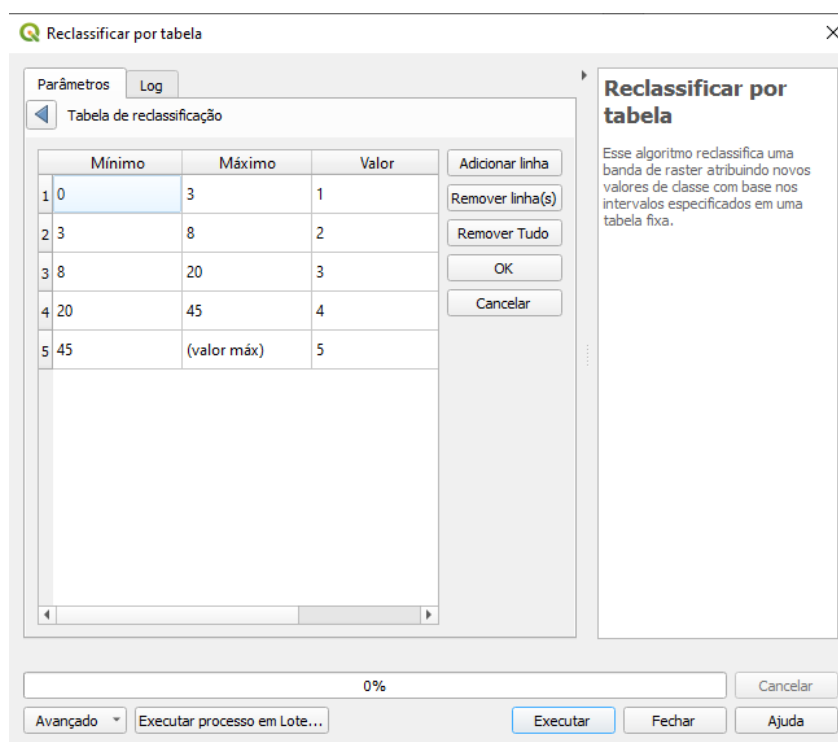 Reclassificar por tabela
Parâmetros
Log
Tabela de reclassificação
Mínimo Máximo Valor
1 0 3 1
2 3 8 2
3 8 20 3
4 20 45 4
5 45 (valor máx) 5
Adicionar linha
Remover linha(s)
Remover Tudo
OK
Cancelar
Reclassificar por
tabela
Esse algoritmo reclassifica uma
banda de raster atribuindo novos
valores de classe com base nos
intervalos especificados em uma
tabela fixa.
0%
Cancelar
Avançado
Executar processo em Lote...
Executar
Fechar
Ajuda